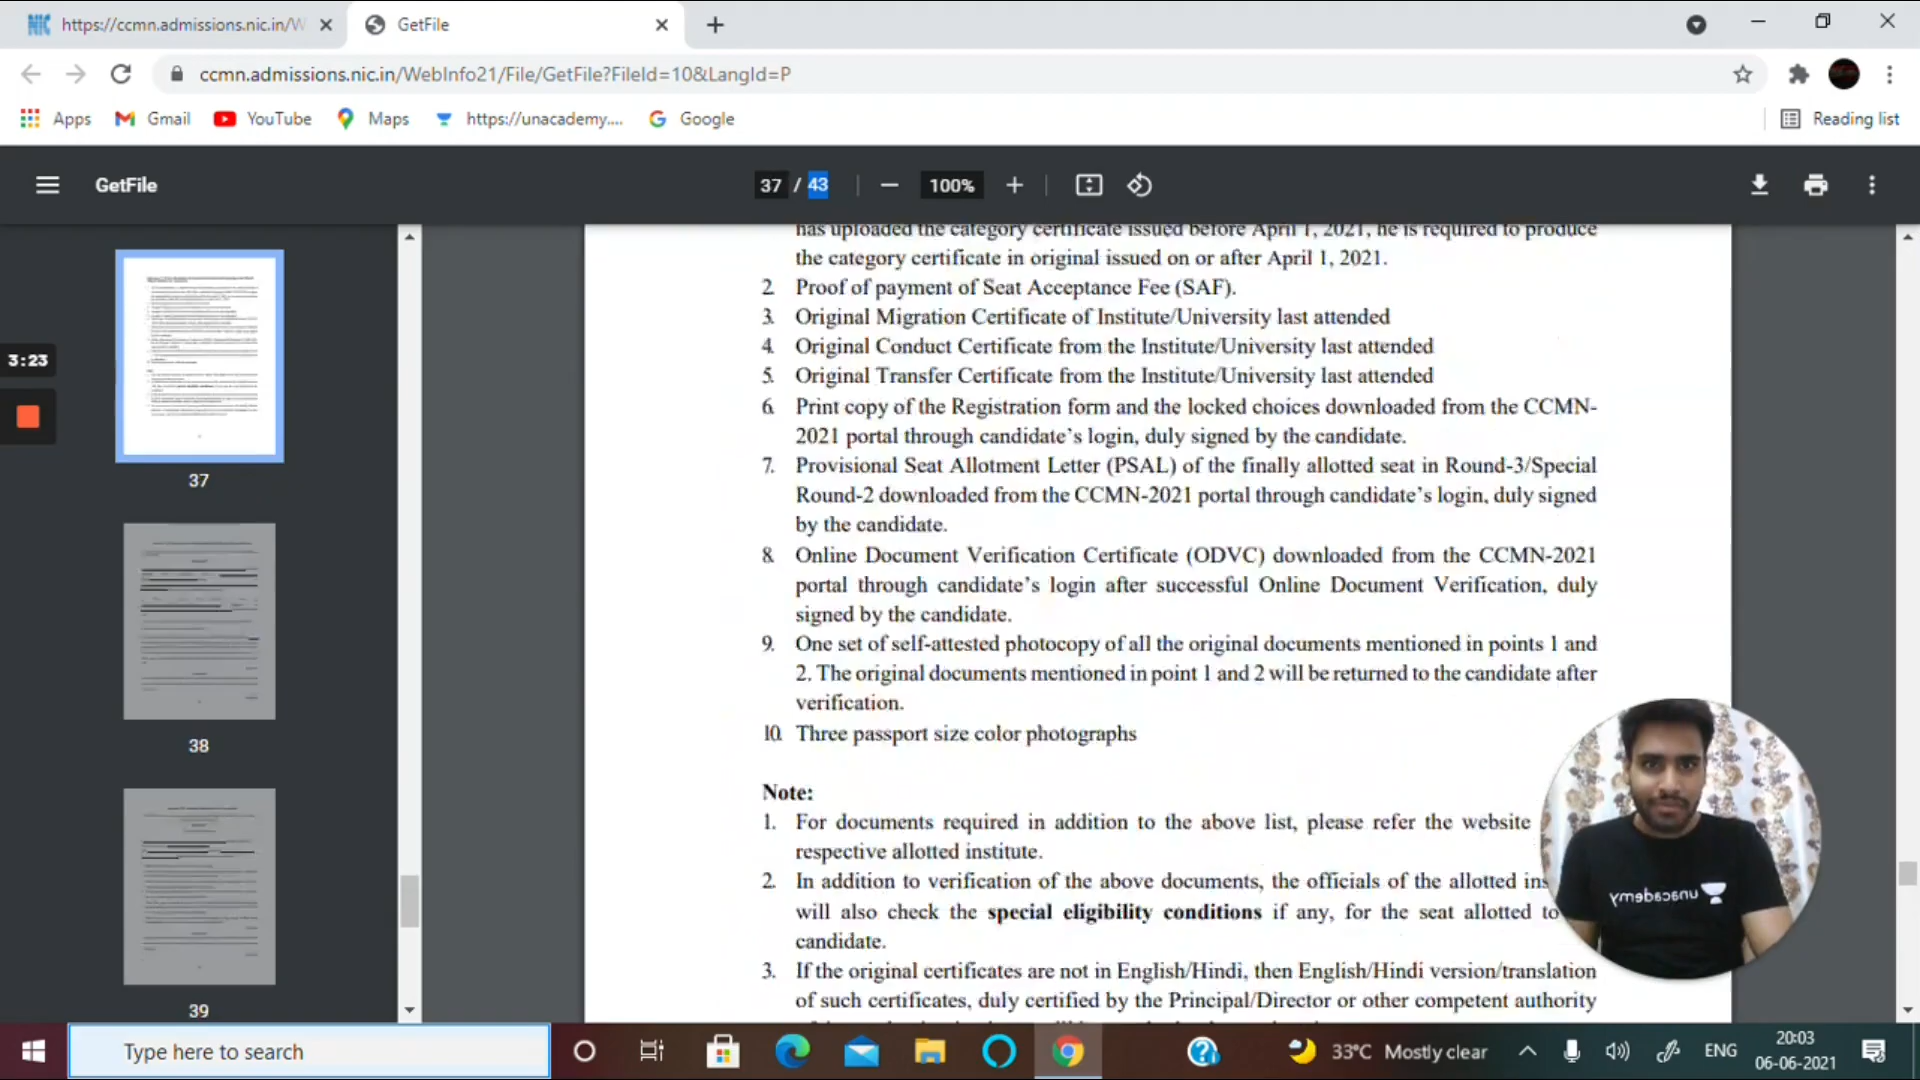 NIC https://ccmn.admissions.nic.in/W
GetFile
ccmn.admissions.nic.in/WebInfo21/File/GetFile?FileId=10&LangId=P
Apps Gmail YouTube Maps https://unacademy.... Google Reading list
GetFile 37 / 43 100%
has uploaded the category certificate issued before April 1, 2021, he is required to produce
the category certificate in original issued on or after April 1, 2021.
2. Proof of payment of Seat Acceptance Fee (SAF).
3. Original Migration Certificate of Institute/University last attended
4. Original Conduct Certificate from the Institute/University last attended
5. Original Transfer Certificate from the Institute/University last attended
6. Print copy of the Registration form and the locked choices downloaded from the CCMN-
2021 portal through candidate's login, duly signed by the candidate.
7. Provisional Seat Allotment Letter (PSAL) of the finally allotted seat in Round-3/Special
Round-2 downloaded from the CCMN-2021 portal through candidate's login, duly signed
by the candidate.
8. Online Document Verification Certificate (ODVC) downloaded from the CCMN-2021
portal through candidate's login after successful Online Document Verification, duly
signed by the candidate.
9. One set of self-attested photocopy of all the original documents mentioned in points 1 and
2. The original documents mentioned in point 1 and 2 will be returned to the candidate after
verification.
10. Three passport size color photographs
Note:
1. For documents required in addition to the above list, please refer the website
respective allotted institute.
2. In addition to verification of the above documents, the officials of the allotted ins
will also check the special eligibility conditions if any, for the seat allotted to
candidate.
3. If the original certificates are not in English/Hindi, then English/Hindi version/translation
of such certificates, duly certified by the Principal/Director or other competent authority
3:23
37
38
39
unacademy
Type here to search
33°C Mostly clear
ENG
20:03
06-06-2021